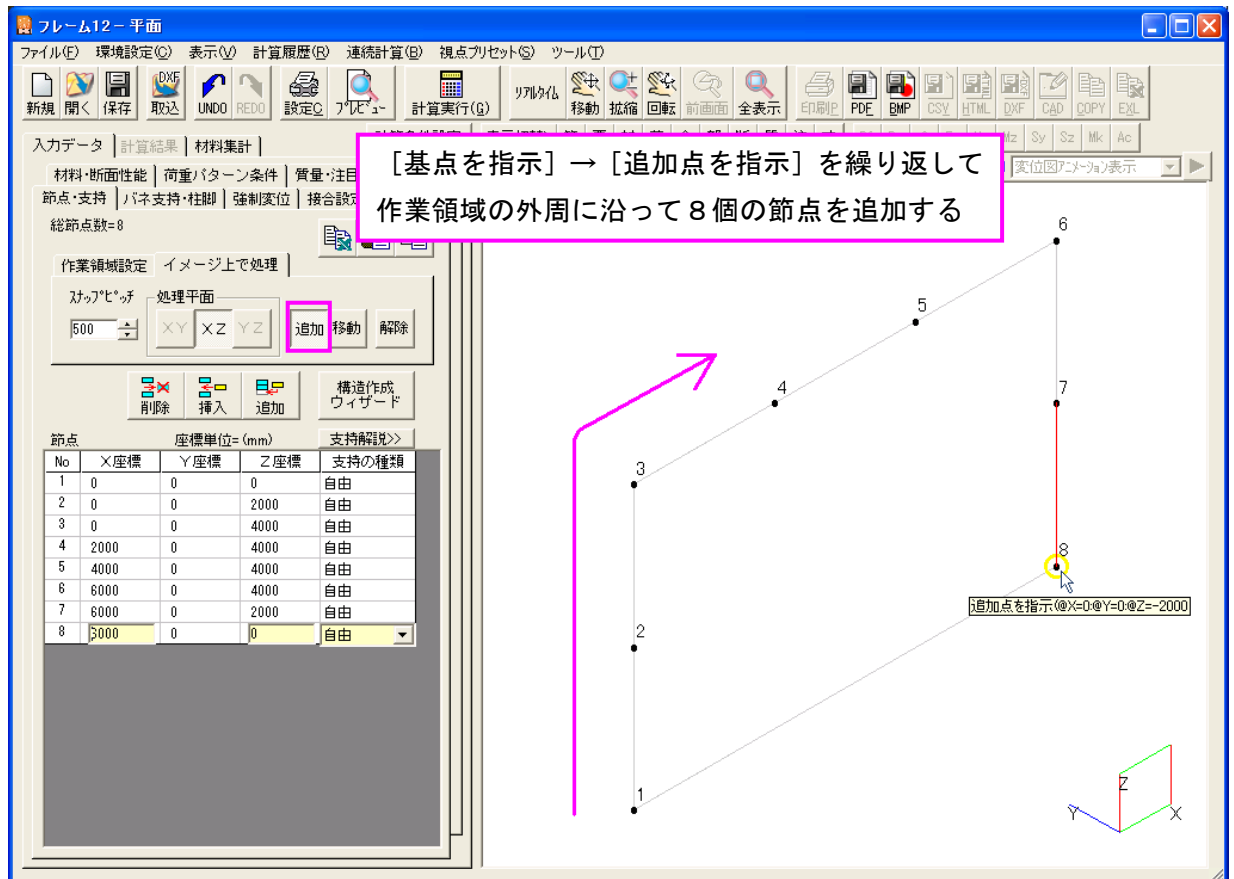 フレーム12－平面
ファイル(F) 環境設定(C) 表示(V) 計算履歴(R) 連続計算(B) 視点プリセット(S) ツール(T)
新規 開く 保存 DXF 取込 UNDO REDO 設定C プレビュー 計算実行(G) リアルタイム 移動 拡縮 回転 前画面 全表示 印刷P PDF BMP CSV HTML DXF CAD COPY EXL
入力データ 計算結果 材料集計
Mz Sy Sz Mk Ac
[基点を指示]→[追加点を指示]を繰り返して
作業領域の外周に沿って８個の節点を追加する
変位図アニメーション表示
材料・断面性能 荷重パターン条件 質量・注目
節点・支持 バネ支持・柱脚 強制変位
総節点数=8
作業領域設定 イメージ上で処理
スナップピッチ 処理平面
500 XY XZ YZ 追加 移動 解除
削除 挿入 追加 構造作成ウィザード
節点 座標単位=(mm) 支持解説>>
No X座標 Y座標 Z座標 支持の種類
1 0 0 0 自由
2 0 0 2000 自由
3 0 0 4000 自由
4 2000 0 4000 自由
5 4000 0 4000 自由
6 6000 0 4000 自由
7 6000 0 2000 自由
8 6000 0 0 自由
6
5
4
7
3
8
追加点を指示(@X=0:@Y=0:@Z=-2000)
2
1
Z
Y
X